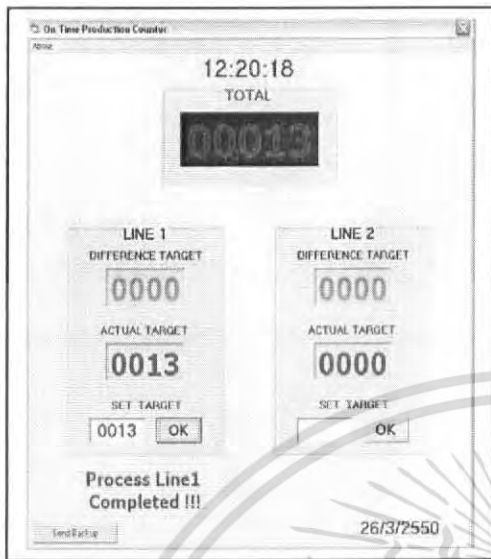 On Time Production Counter
About
12:20:18
TOTAL
00013
LINE 1
DIFFERENCE TARGET
0000
ACTUAL TARGET
0013
SET TARGET
0013 OK
LINE 2
DIFFERENCE TARGET
0000
ACTUAL TARGET
0000
SET TARGET
OK
Process Line1
Completed !!!
Send Backup
26/3/2550